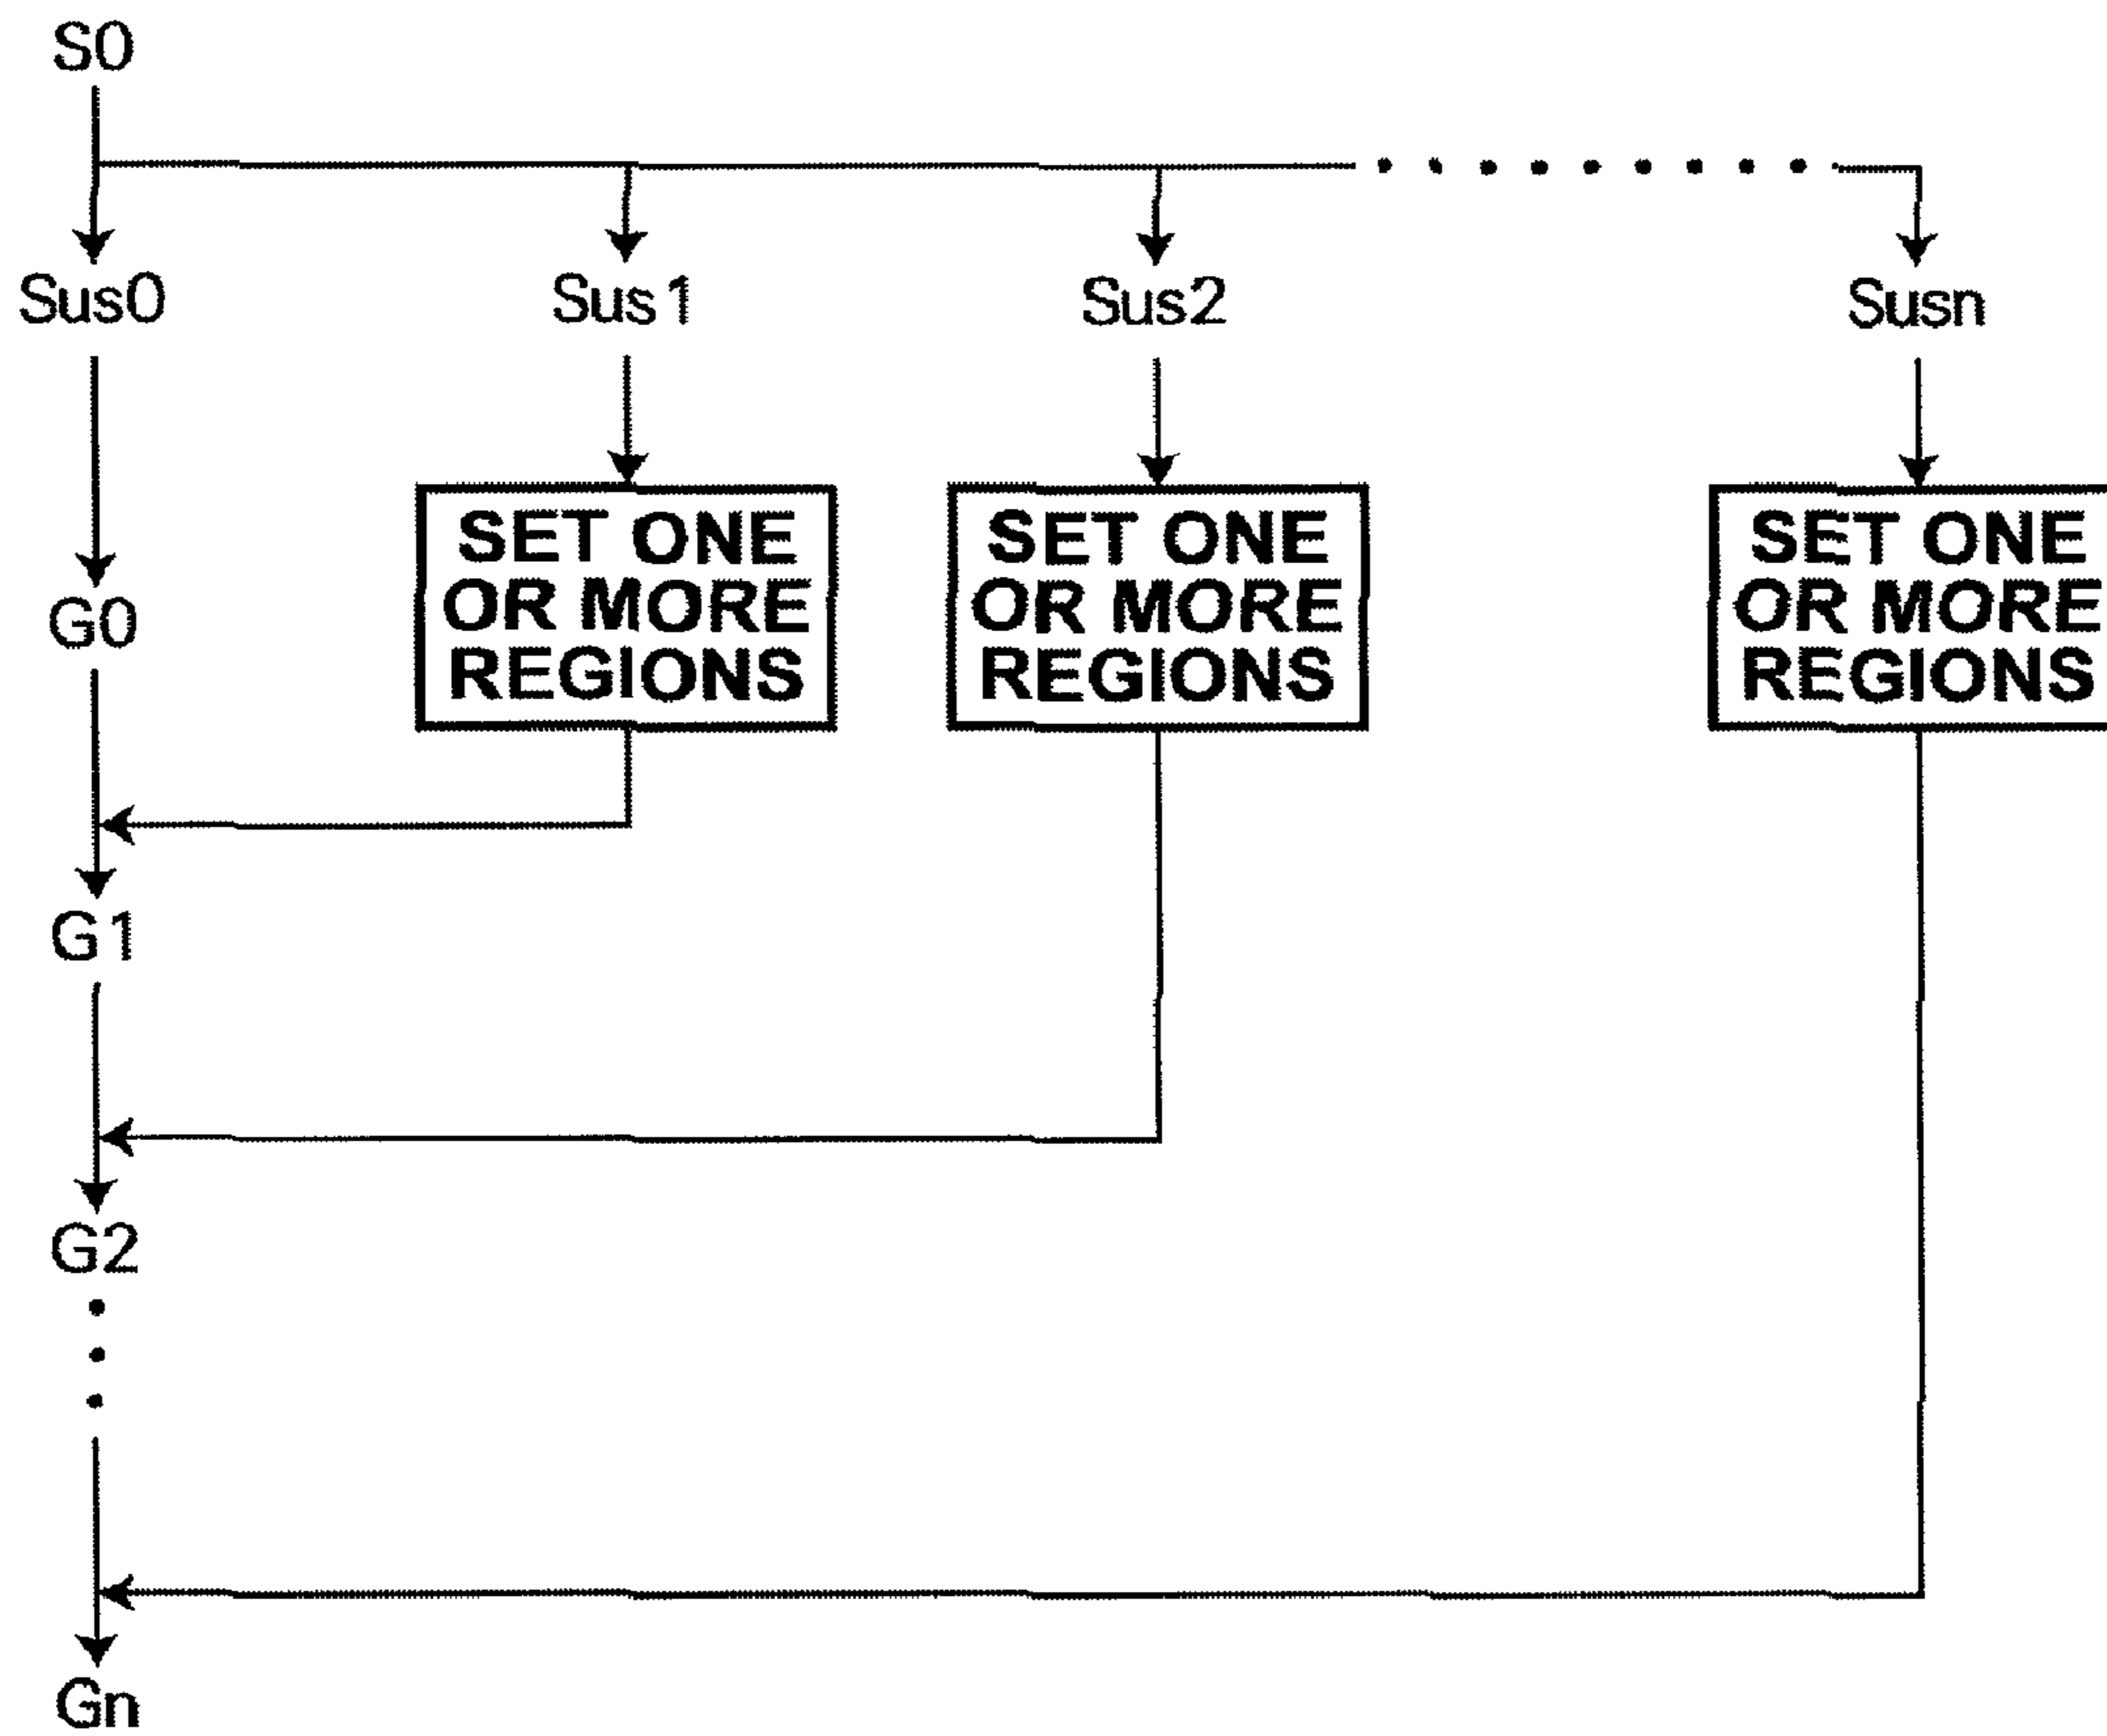 S0
Sus0 Sus1 Sus2 Susn
SET ONE
OR MORE
REGIONS
SET ONE
OR MORE
REGIONS
SET ONE
OR MORE
REGIONS
G0
G1
G2
Gn